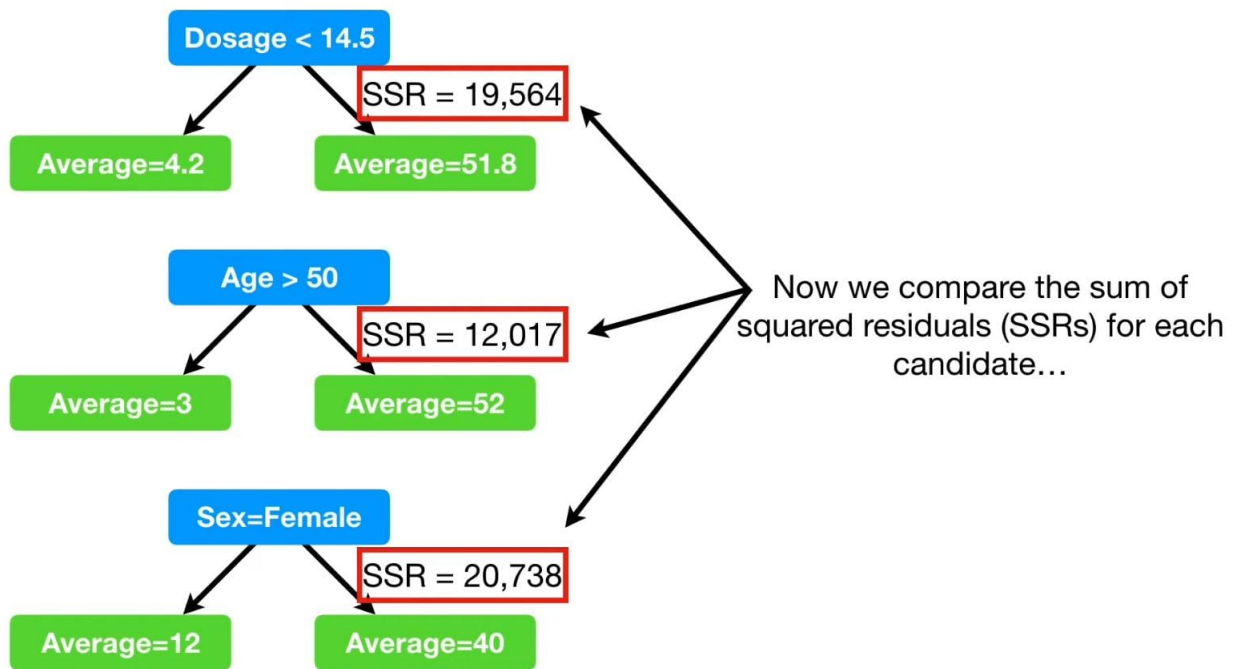 Dosage < 14.5
SSR = 19,564
Average=4.2
Average=51.8
Age > 50
SSR = 12,017
Average=3
Average=52
Sex=Female
SSR = 20,738
Average=12
Average=40
Now we compare the sum of
squared residuals (SSRs) for each
candidate…